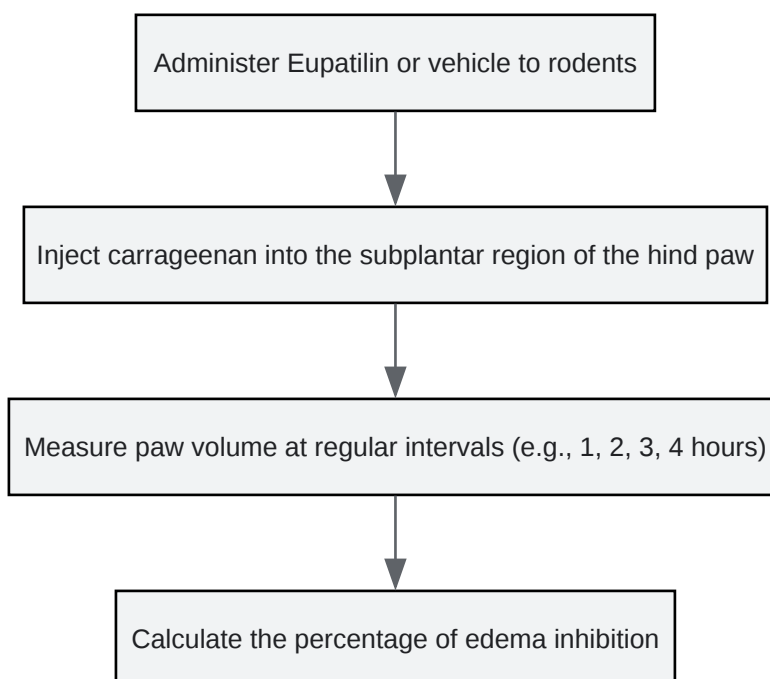 Administer Eupatilin or vehicle to rodents
Inject carrageenan into the subplantar region of the hind paw
Measure paw volume at regular intervals (e.g., 1, 2, 3, 4 hours)
Calculate the percentage of edema inhibition